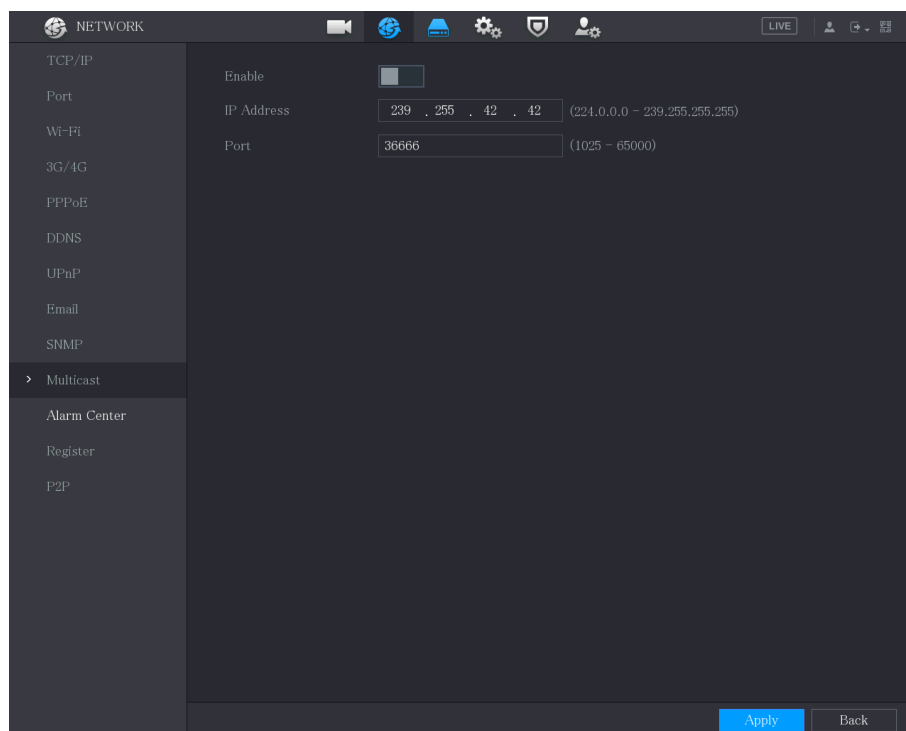 NETWORK
LIVE
TCP/IP
Port
Wi-Fi
3G/4G
PPPoE
DDNS
UPnP
Email
SNMP
Multicast
Alarm Center
Register
P2P
Enable
IP Address 239 . 255 . 42 . 42 (224.0.0.0 - 239.255.255.255)
Port 36666 (1025 - 65000)
Apply Back